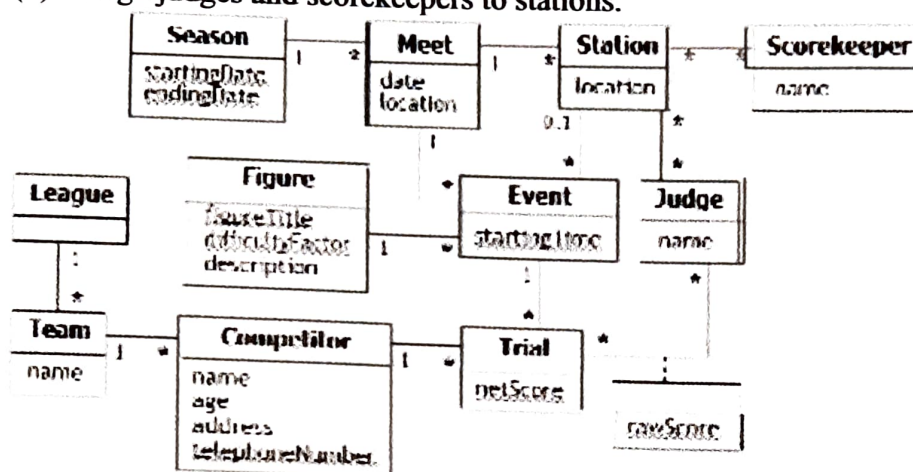 judges and scorekeepers to stations.
Season
startingDate
endingDate
1
*
Meet
date
location
1
*
Station
location
*
*
Scorekeeper
name
0..1
*
1
*
*
*
League
Figure
figureTitle
difficultyFactor
description
1
*
Event
startingTime
Judge
name
*
*
1
*
Team
name
1
*
Competitor
name
age
address
telephoneNumber
1
*
Trial
netScore
*
rawScore